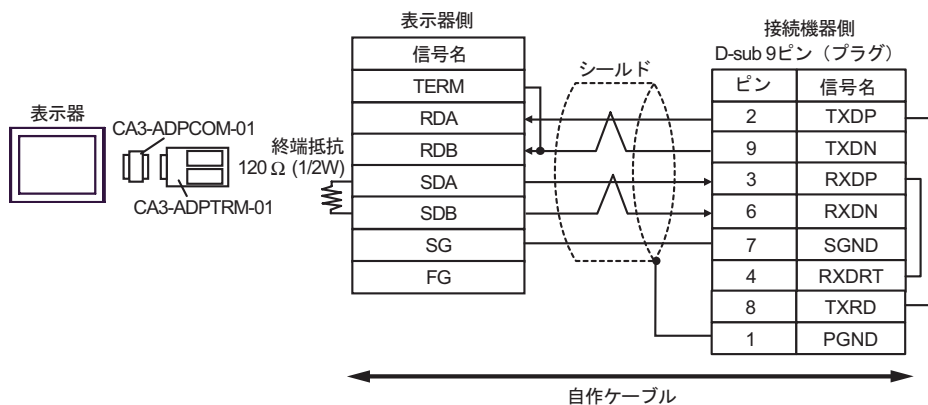 表示器
CA3-ADPCOM-01
CA3-ADPTRM-01
終端抵抗
120 Ω (1/2W)
表示器側
信号名
TERM
RDA
RDB
SDA
SDB
SG
FG
シールド
接続機器側
D-sub 9ピン（プラグ）
ピン 信号名
2 TXDP
9 TXDN
3 RXDP
6 RXDN
7 SGND
4 RXDRT
8 TXRD
1 PGND
自作ケーブル